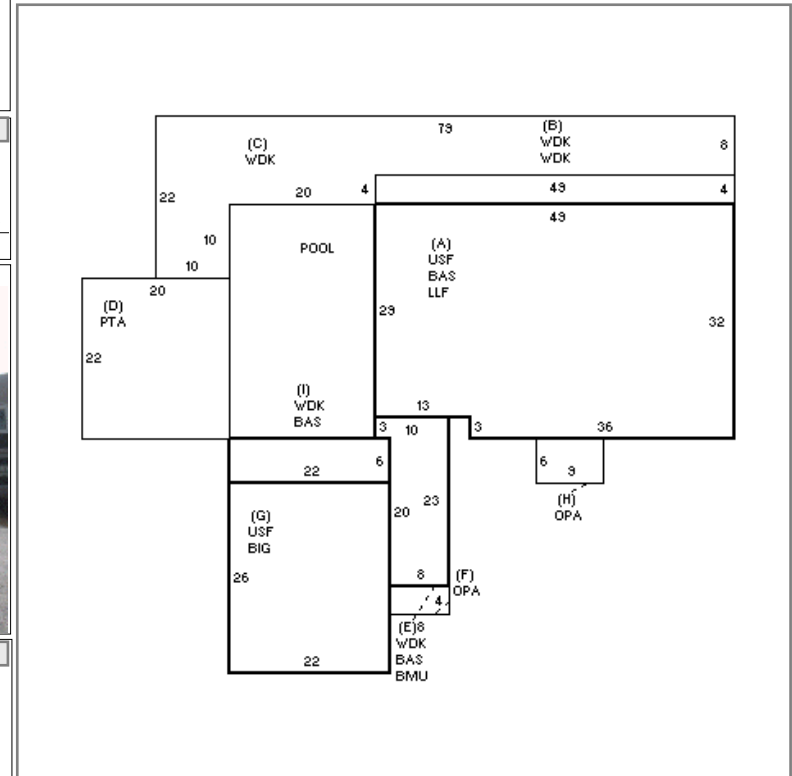 79
(B)
WDK
WDK
8
(C)
WDK
22
20
4
49
4
49
10
10
POOL
(A)
USF
BAS
LLF
20
(D)
PTA
22
29
32
(I)
WDK
BAS
13
3
10
3
36
22
6
6
9
(H)
OPA
(G)
USF
BIG
20
23
26
8
(F)
OPA
4
(E)8
WDK
BAS
BMU
22